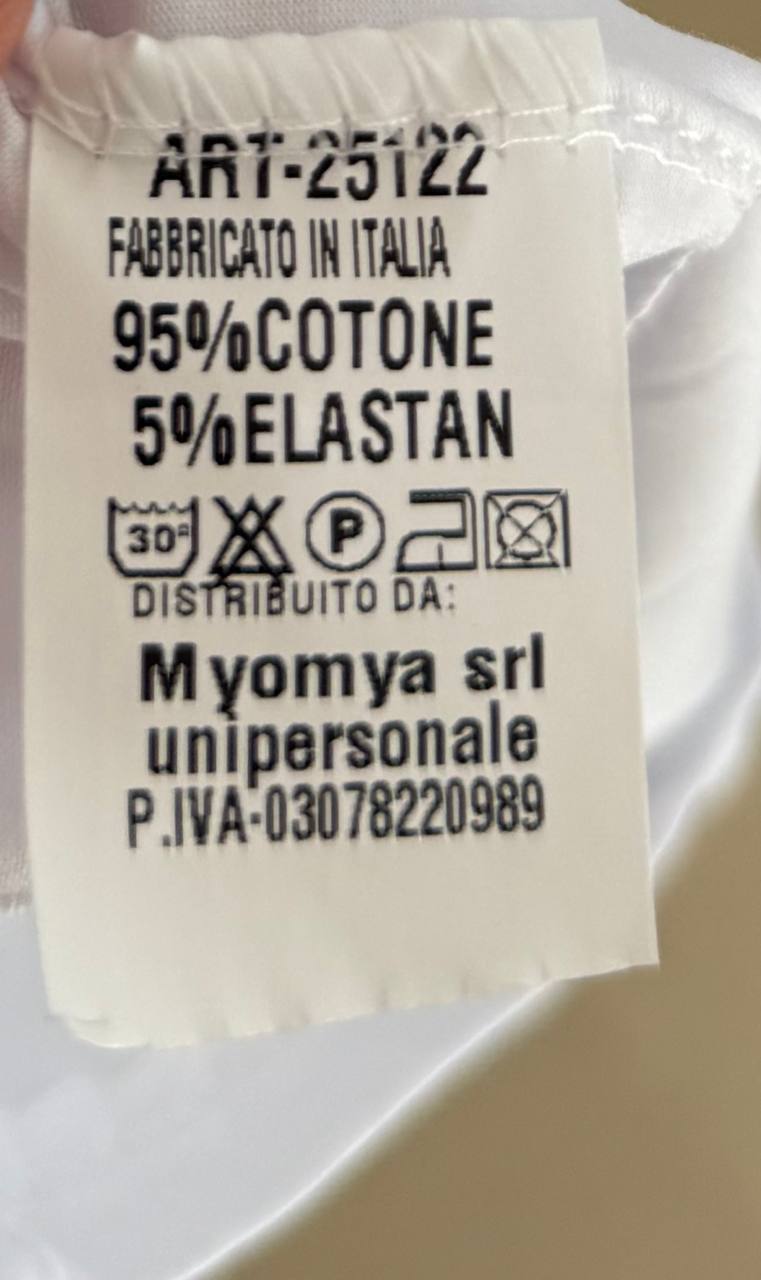 ART-25122
FABBRICATO IN ITALIA
95%COTONE
5%ELASTAN
30° P
DISTRIBUITO DA:
Myomya srl
unipersonale
P.IVA-03078220989